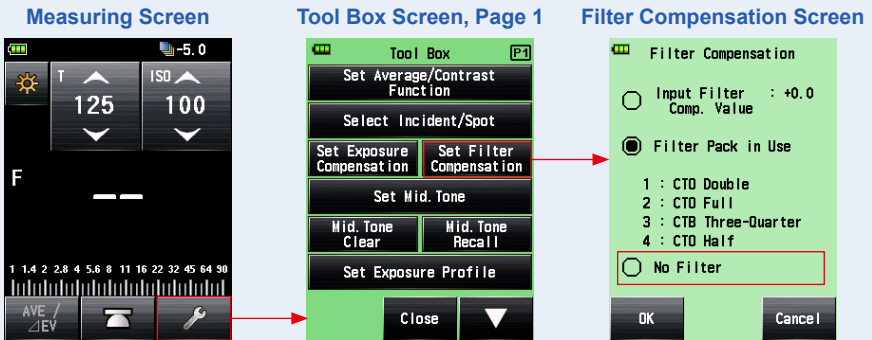 Measuring Screen
Tool Box Screen, Page 1
Filter Compensation Screen
-5.0
T
125
ISO
100
F
1 1.4 2 2.8 4 5.6 8 11 16 22 32 45 64 90
AVE /
⊿EV
Tool Box
P1
Set Average/Contrast
Function
Select Incident/Spot
Set Exposure
Compensation
Set Filter
Compensation
Set Mid.Tone
Mid.Tone
Clear
Mid.Tone
Recall
Set Exposure Profile
Close
Filter Compensation
Input Filter : +0.0
Comp. Value
Filter Pack in Use
1 : CTO Double
2 : CTO Full
3 : CTB Three-Quarter
4 : CTO Half
No Filter
OK
Cancel